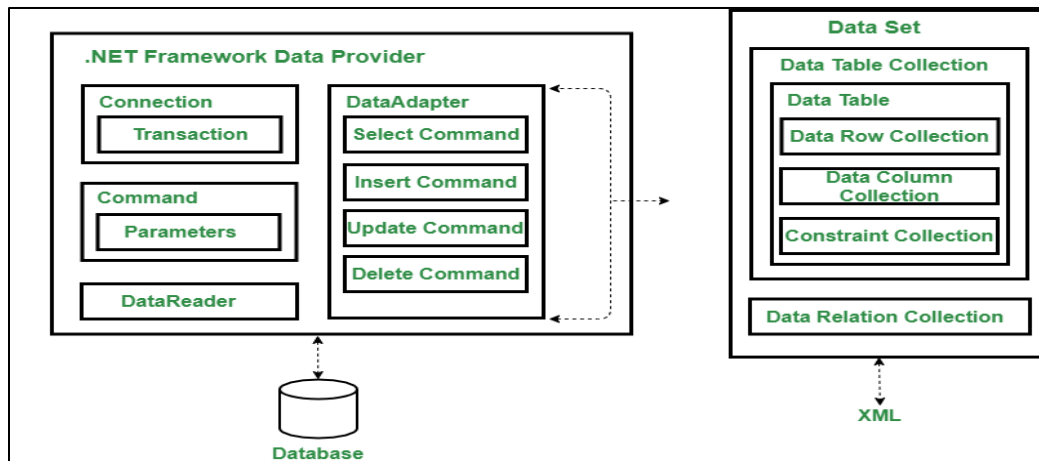 .NET Framework Data Provider
Connection
Transaction
Command
Parameters
DataReader
DataAdapter
Select Command
Insert Command
Update Command
Delete Command
Database
Data Set
Data Table Collection
Data Table
Data Row Collection
Data Column
Collection
Constraint Collection
Data Relation Collection
XML